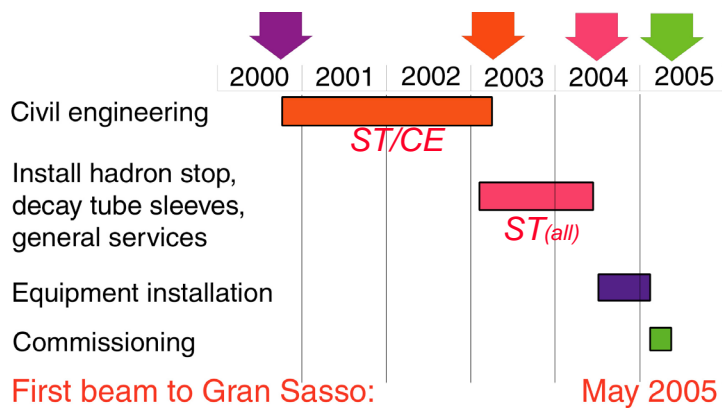 2000 2001 2002 2003 2004 2005
Civil engineering
ST/CE
Install hadron stop,
decay tube sleeves,
general services
ST(all)
Equipment installation
Commissioning
First beam to Gran Sasso: May 2005